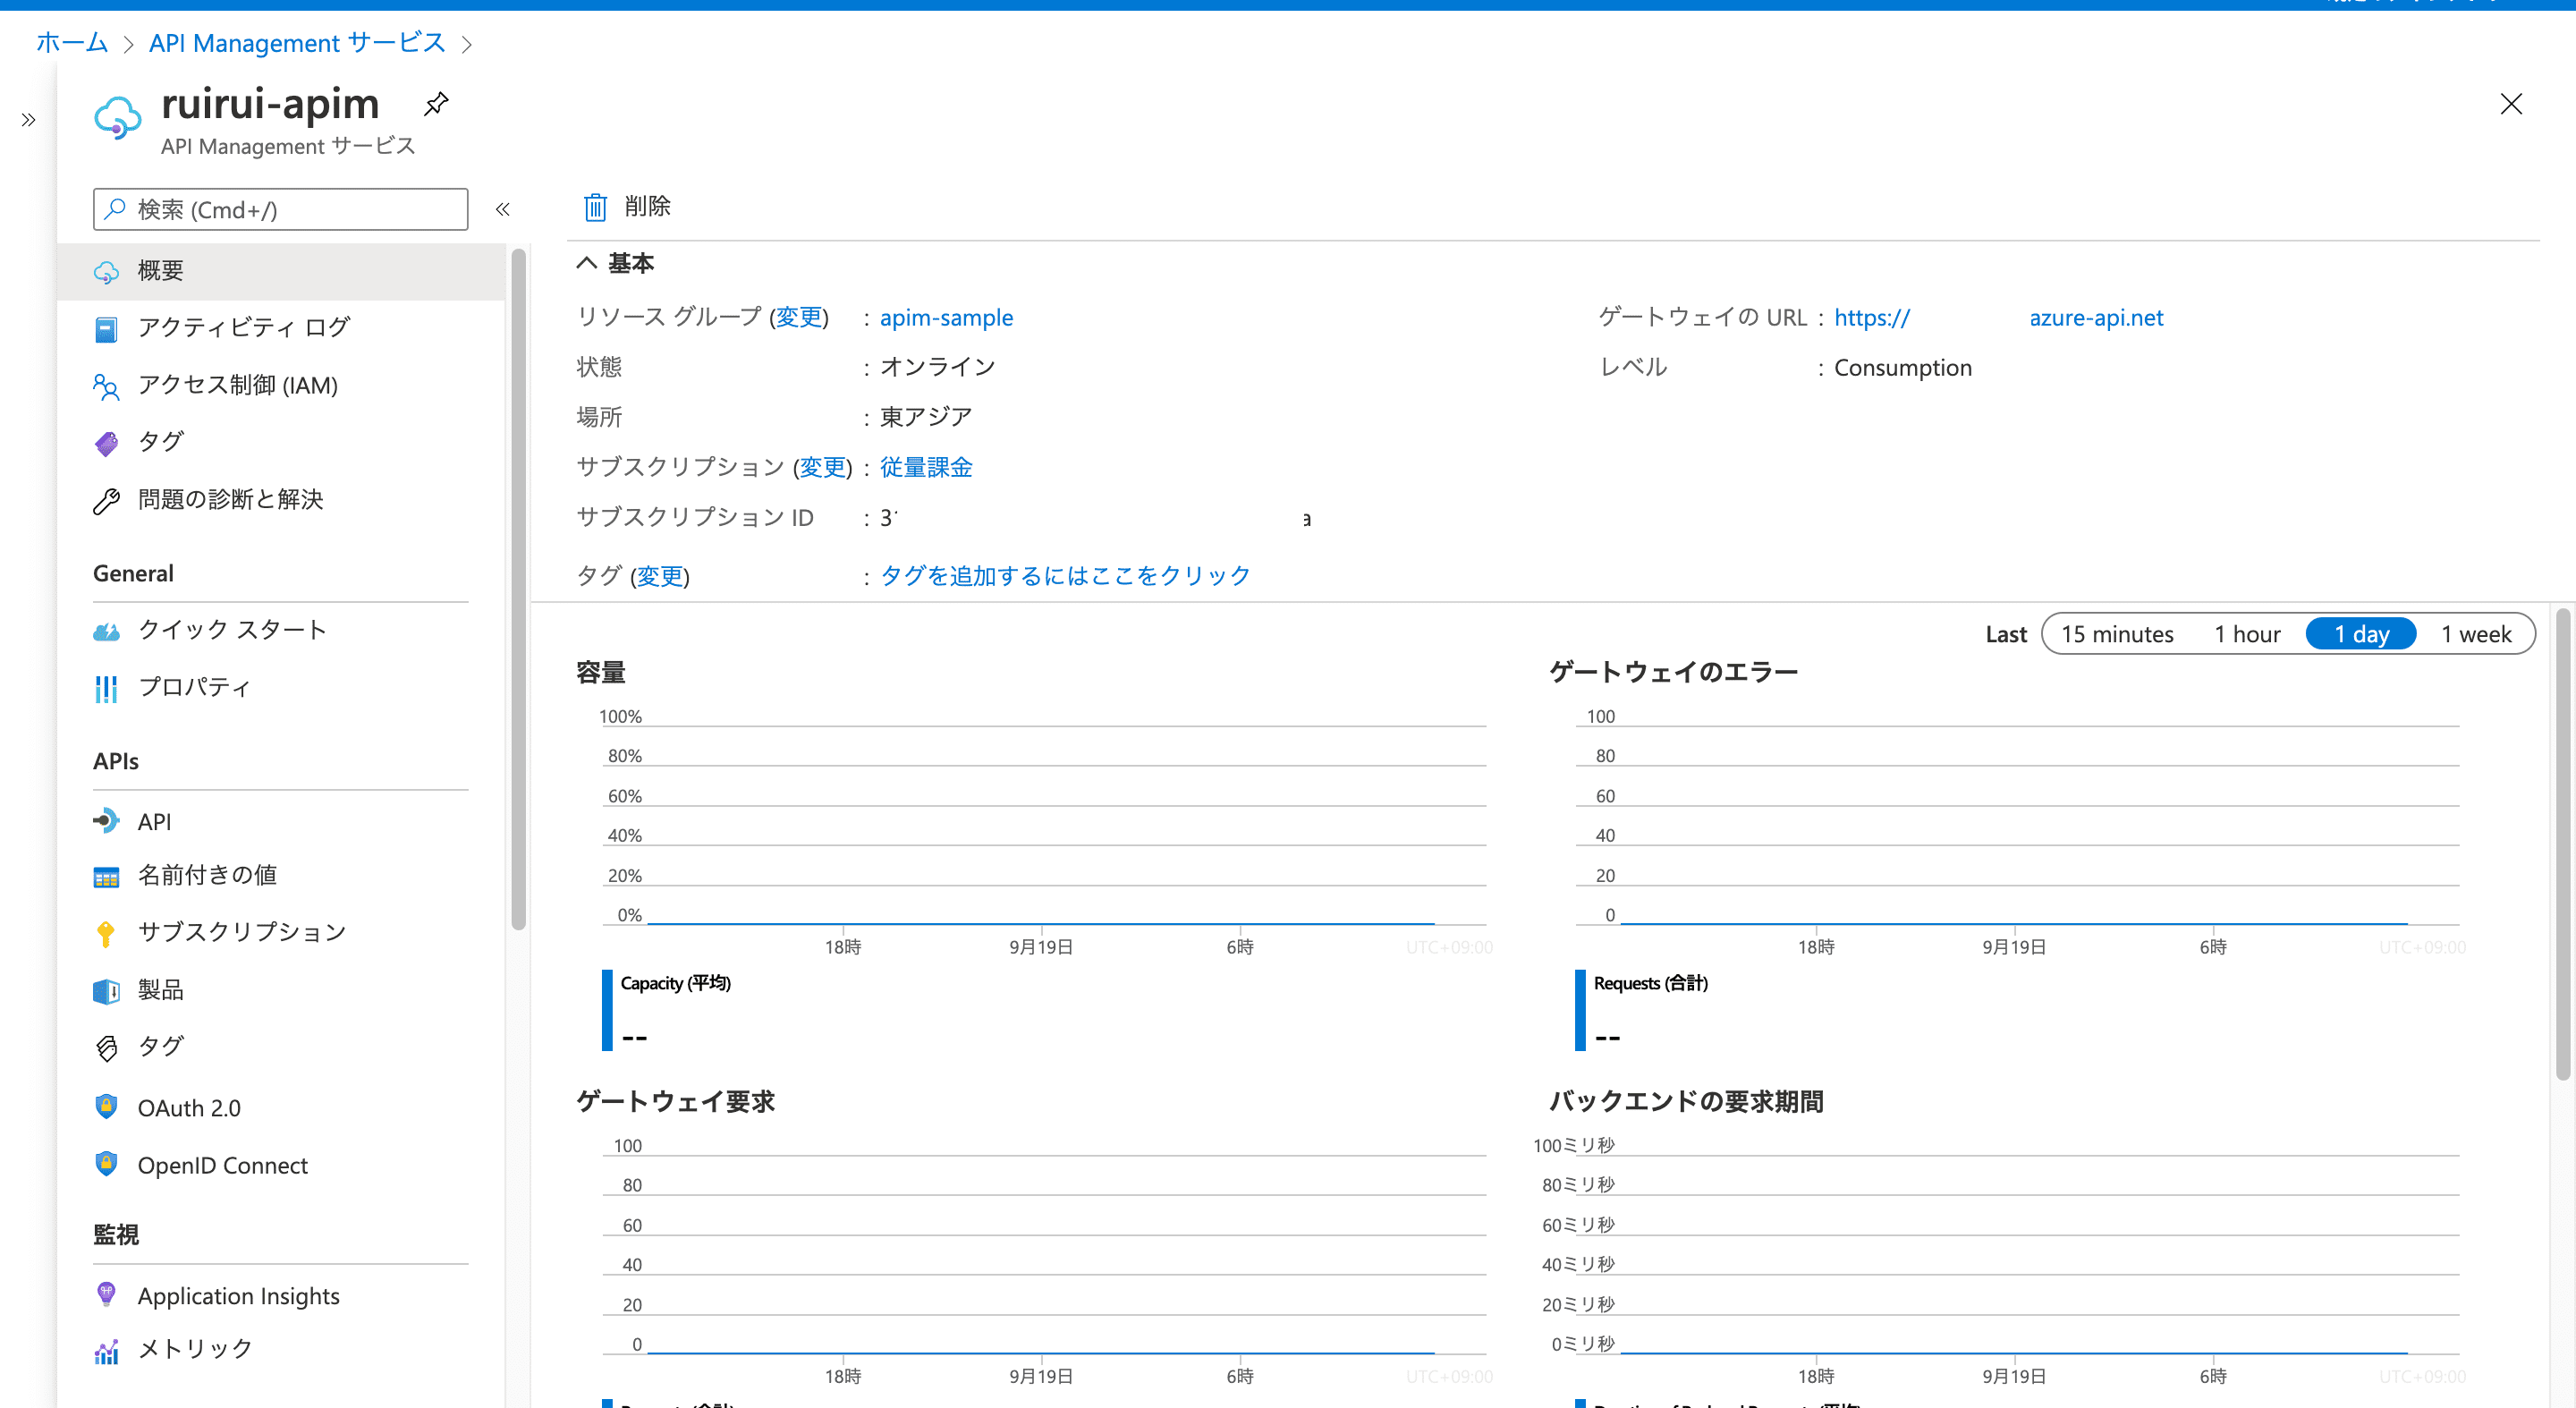 ホーム > API Management サービス >
ruirui-apim
API Management サービス
検索 (Cmd+/)
概要
アクティビティ ログ
アクセス制御 (IAM)
タグ
問題の診断と解決
General
クイック スタート
プロパティ
APIs
API
名前付きの値
サブスクリプション
製品
タグ
OAuth 2.0
OpenID Connect
監視
Application Insights
メトリック
削除
基本
リソース グループ (変更) : apim-sample
状態 : オンライン
場所 : 東アジア
サブスクリプション (変更) : 従量課金
サブスクリプション ID : 31 a
タグ (変更) : タグを追加するにはここをクリック
ゲートウェイの URL : https:// azure-api.net
レベル : Consumption
Last 15 minutes 1 hour 1 day 1 week
容量
100%
80%
60%
40%
20%
0%
18時 9月19日 6時 UTC+09:00
Capacity (平均)
--
ゲートウェイのエラー
100
80
60
40
20
0
18時 9月19日 6時 UTC+09:00
Requests (合計)
--
ゲートウェイ要求
100
80
60
40
20
0
18時 9月19日 6時 UTC+09:00
バックエンドの要求期間
100ミリ秒
80ミリ秒
60ミリ秒
40ミリ秒
20ミリ秒
0ミリ秒
18時 9月19日 6時 UTC+09:00